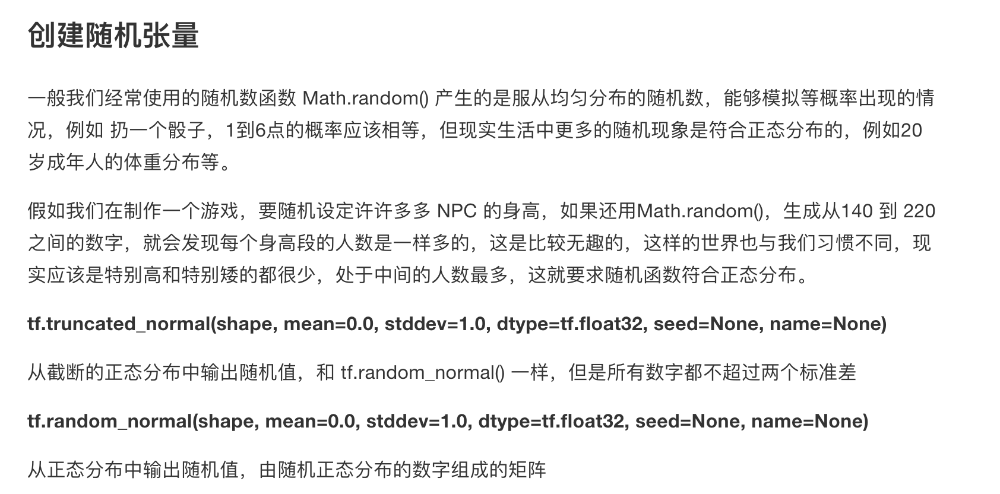 创建随机张量
一般我们经常使用的随机数函数 Math.random() 产生的是服从均匀分布的随机数，能够模拟等概率出现的情
况，例如 扔一个骰子，1到6点的概率应该相等，但现实生活中更多的随机现象是符合正态分布的，例如20
岁成年人的体重分布等。
假如我们在制作一个游戏，要随机设定许许多多 NPC 的身高，如果还用Math.random()，生成从140 到 220
之间的数字，就会发现每个身高段的人数是一样多的，这是比较无趣的，这样的世界也与我们习惯不同，现
实应该是特别高和特别矮的都很少，处于中间的人数最多，这就要求随机函数符合正态分布。
tf.truncated_normal(shape, mean=0.0, stddev=1.0, dtype=tf.float32, seed=None, name=None)
从截断的正态分布中输出随机值，和 tf.random_normal() 一样，但是所有数字都不超过两个标准差
tf.random_normal(shape, mean=0.0, stddev=1.0, dtype=tf.float32, seed=None, name=None)
从正态分布中输出随机值，由随机正态分布的数字组成的矩阵